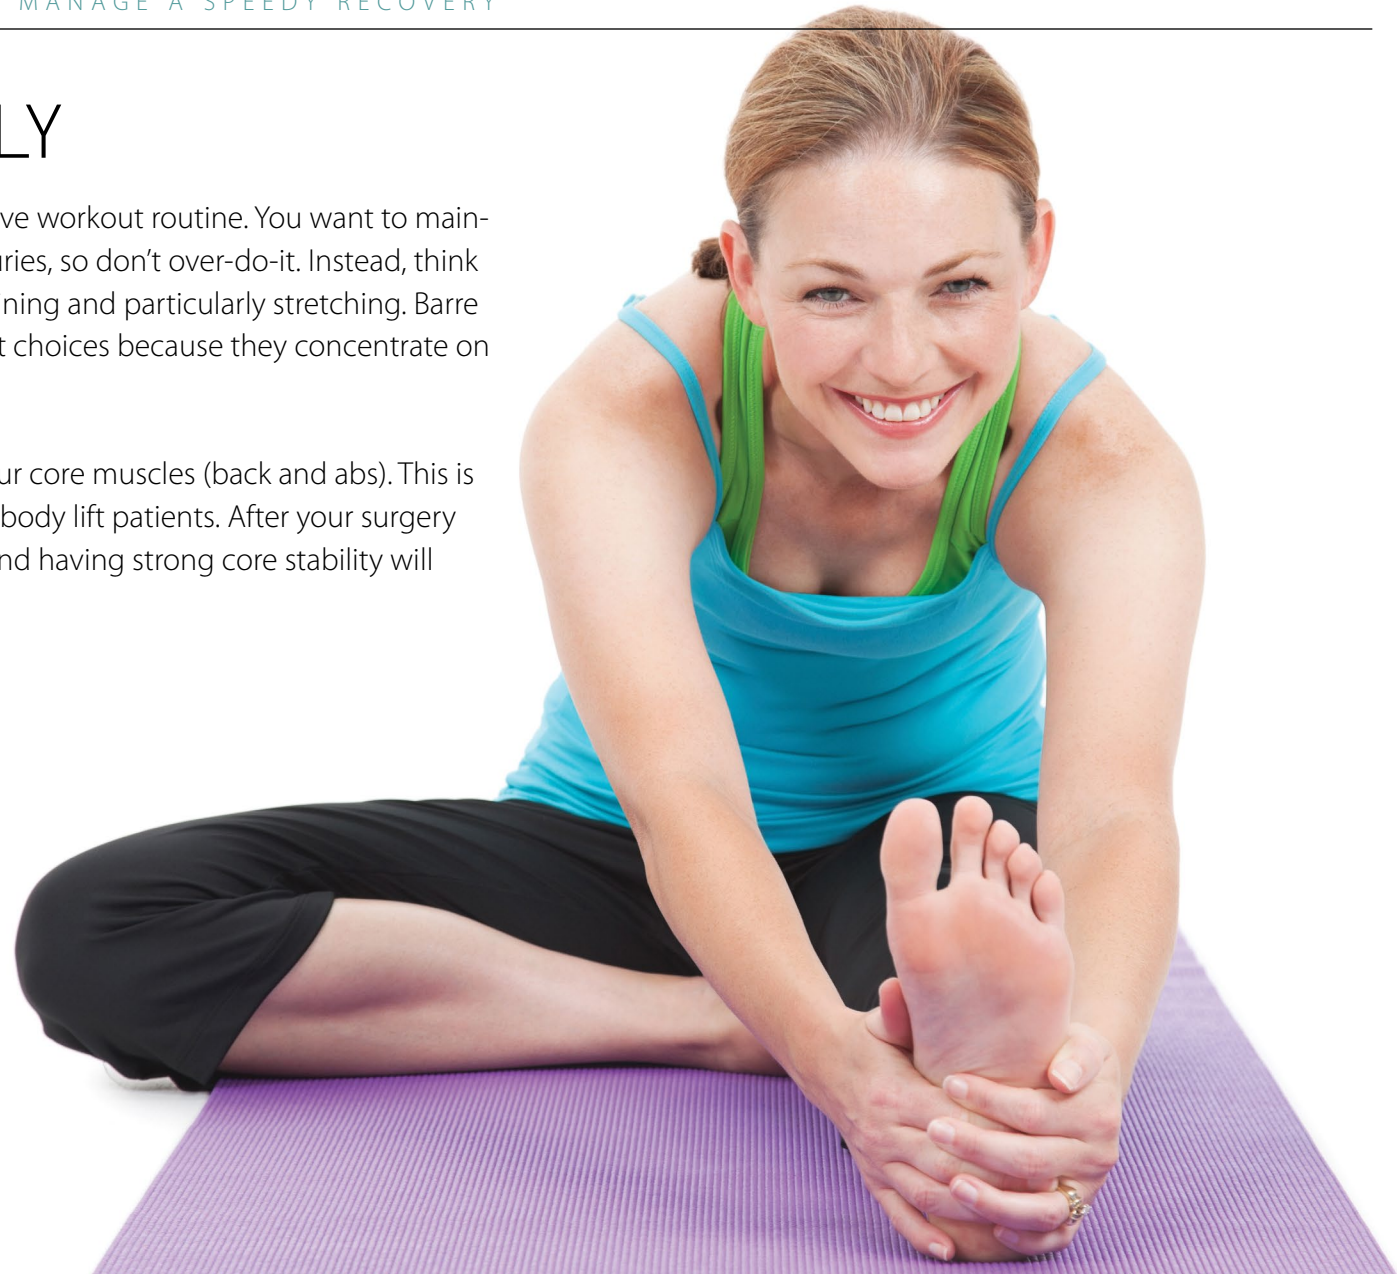 MANAGE A SPEEDY RECOVERY
LY
ve workout routine. You want to main-
ries, so don’t over-do-it. Instead, think
ning and particularly stretching. Barre
t choices because they concentrate on
ur core muscles (back and abs). This is
body lift patients. After your surgery
nd having strong core stability will